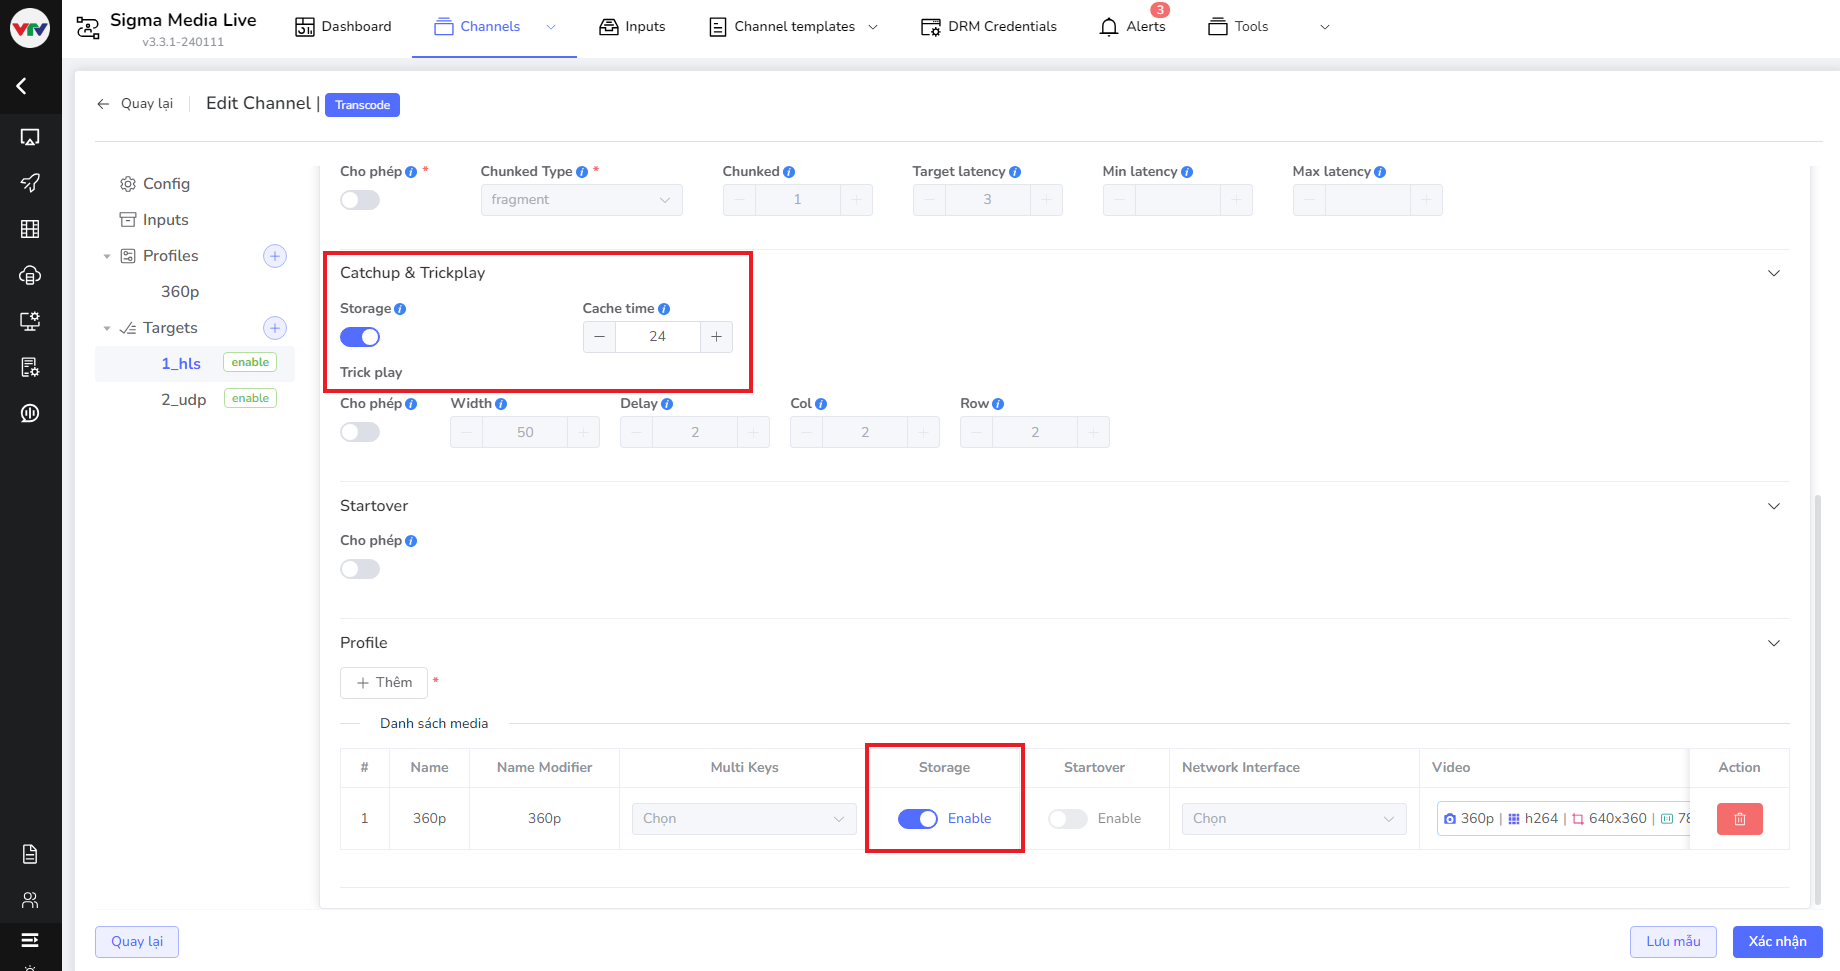 VTV
Sigma Media Live
v3.3.1-240111
Dashboard
Channels
Inputs
Channel templates
DRM Credentials
Alerts
3
Tools
Quay lại
Edit Channel |
Transcode
Config
Inputs
Profiles
360p
Targets
1_hls
enable
2_udp
enable
Cho phép *
Chunked Type *
Chunked
Target latency
Min latency
Max latency
fragment
1
3
Catchup & Trickplay
Storage
Cache time
24
Trick play
Cho phép
Width
Delay
Col
Row
50
2
2
2
Startover
Cho phép
Profile
+ Thêm *
Danh sách media
# Name Name Modifier Multi Keys Storage Startover Network Interface Video Action
1 360p 360p Chọn Enable Enable Chọn 360p | h264 | 640x360 | 78
Quay lại
Lưu mẫu
Xác nhận